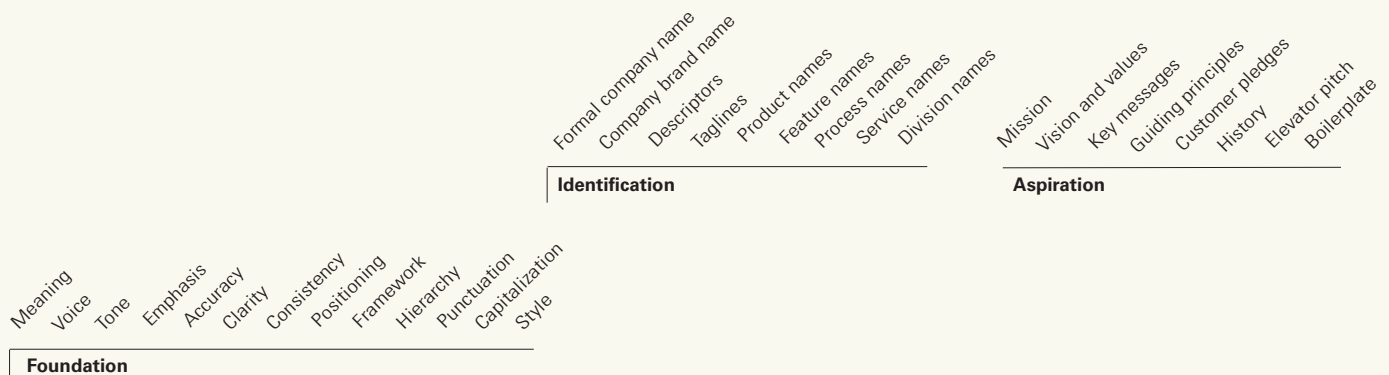 Formal company name
Company brand name
Descriptors
Taglines
Product names
Feature names
Process names
Service names
Division names
Identification
Mission
Vision and values
Key messages
Guiding principles
Customer pledges
History
Elevator pitch
Boilerplate
Aspiration
Meaning
Voice
Tone
Emphasis
Accuracy
Clarity
Consistency
Positioning
Framework
Hierarchy
Punctuation
Capitalization
Style
Foundation